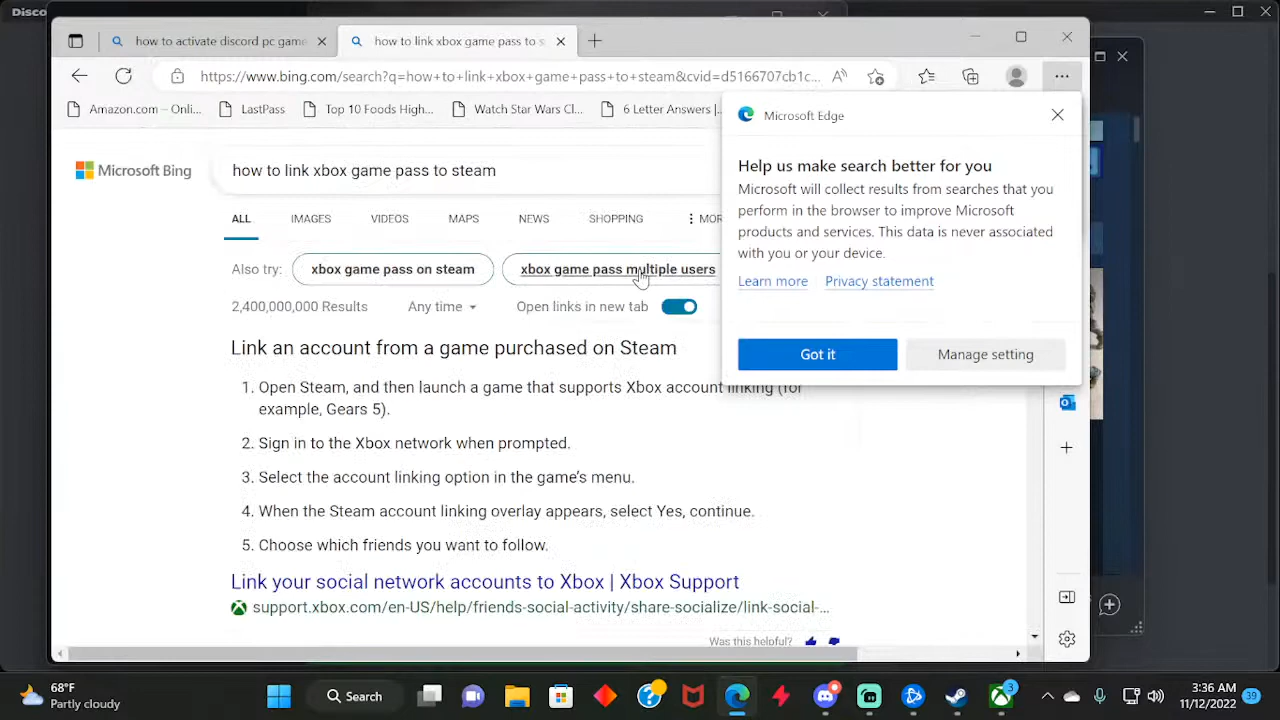 Disco
how to activate discord pc game
how to link xbox game pass to s
https://www.bing.com/search?q=how+to+link+xbox+game+pass+to+steam&cvid=d5166707cb1c...
Amazon.com – Onli...
LastPass
Top 10 Foods High...
Watch Star Wars Cl...
6 Letter Answers |...
Microsoft Edge
Help us make search better for you
Microsoft will collect results from searches that you
perform in the browser to improve Microsoft
products and services. This data is never associated
with you or your device.
Learn more
Privacy statement
Got it
Manage setting
Microsoft Bing
how to link xbox game pass to steam
ALL
IMAGES
VIDEOS
MAPS
NEWS
SHOPPING
MOR
Also try:
xbox game pass on steam
xbox game pass multiple users
2,400,000,000 Results
Any time
Open links in new tab
Link an account from a game purchased on Steam
1. Open Steam, and then launch a game that supports Xbox account linking (for
example, Gears 5).
2. Sign in to the Xbox network when prompted.
3. Select the account linking option in the game's menu.
4. When the Steam account linking overlay appears, select Yes, continue.
5. Choose which friends you want to follow.
Link your social network accounts to Xbox | Xbox Support
support.xbox.com/en-US/help/friends-social-activity/share-socialize/link-social-...
Was this helpful?
68°F
Partly cloudy
Search
3
3:36 AM
11/12/2022
39